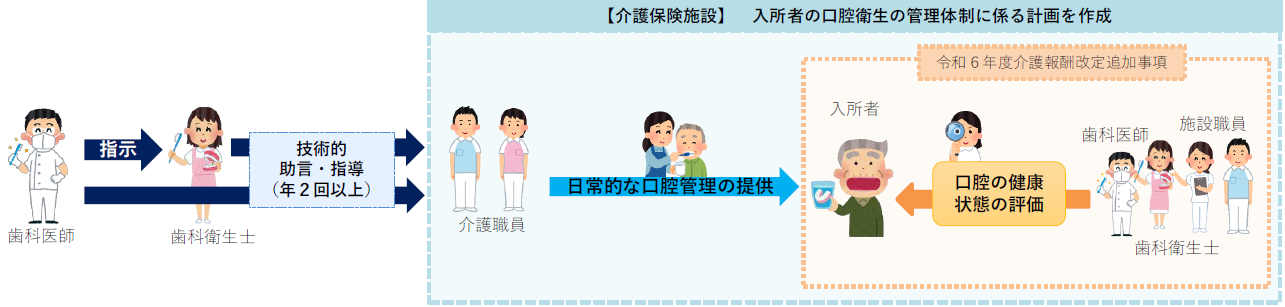 【介護保険施設】 入所者の口腔衛生の管理体制に係る計画を作成
令和６年度介護報酬改定追加事項
指示
技術的
助言・指導
（年２回以上）
歯科医師
歯科衛生士
介護職員
日常的な口腔管理の提供
入所者
口腔の健康
状態の評価
歯科医師
施設職員
歯科衛生士